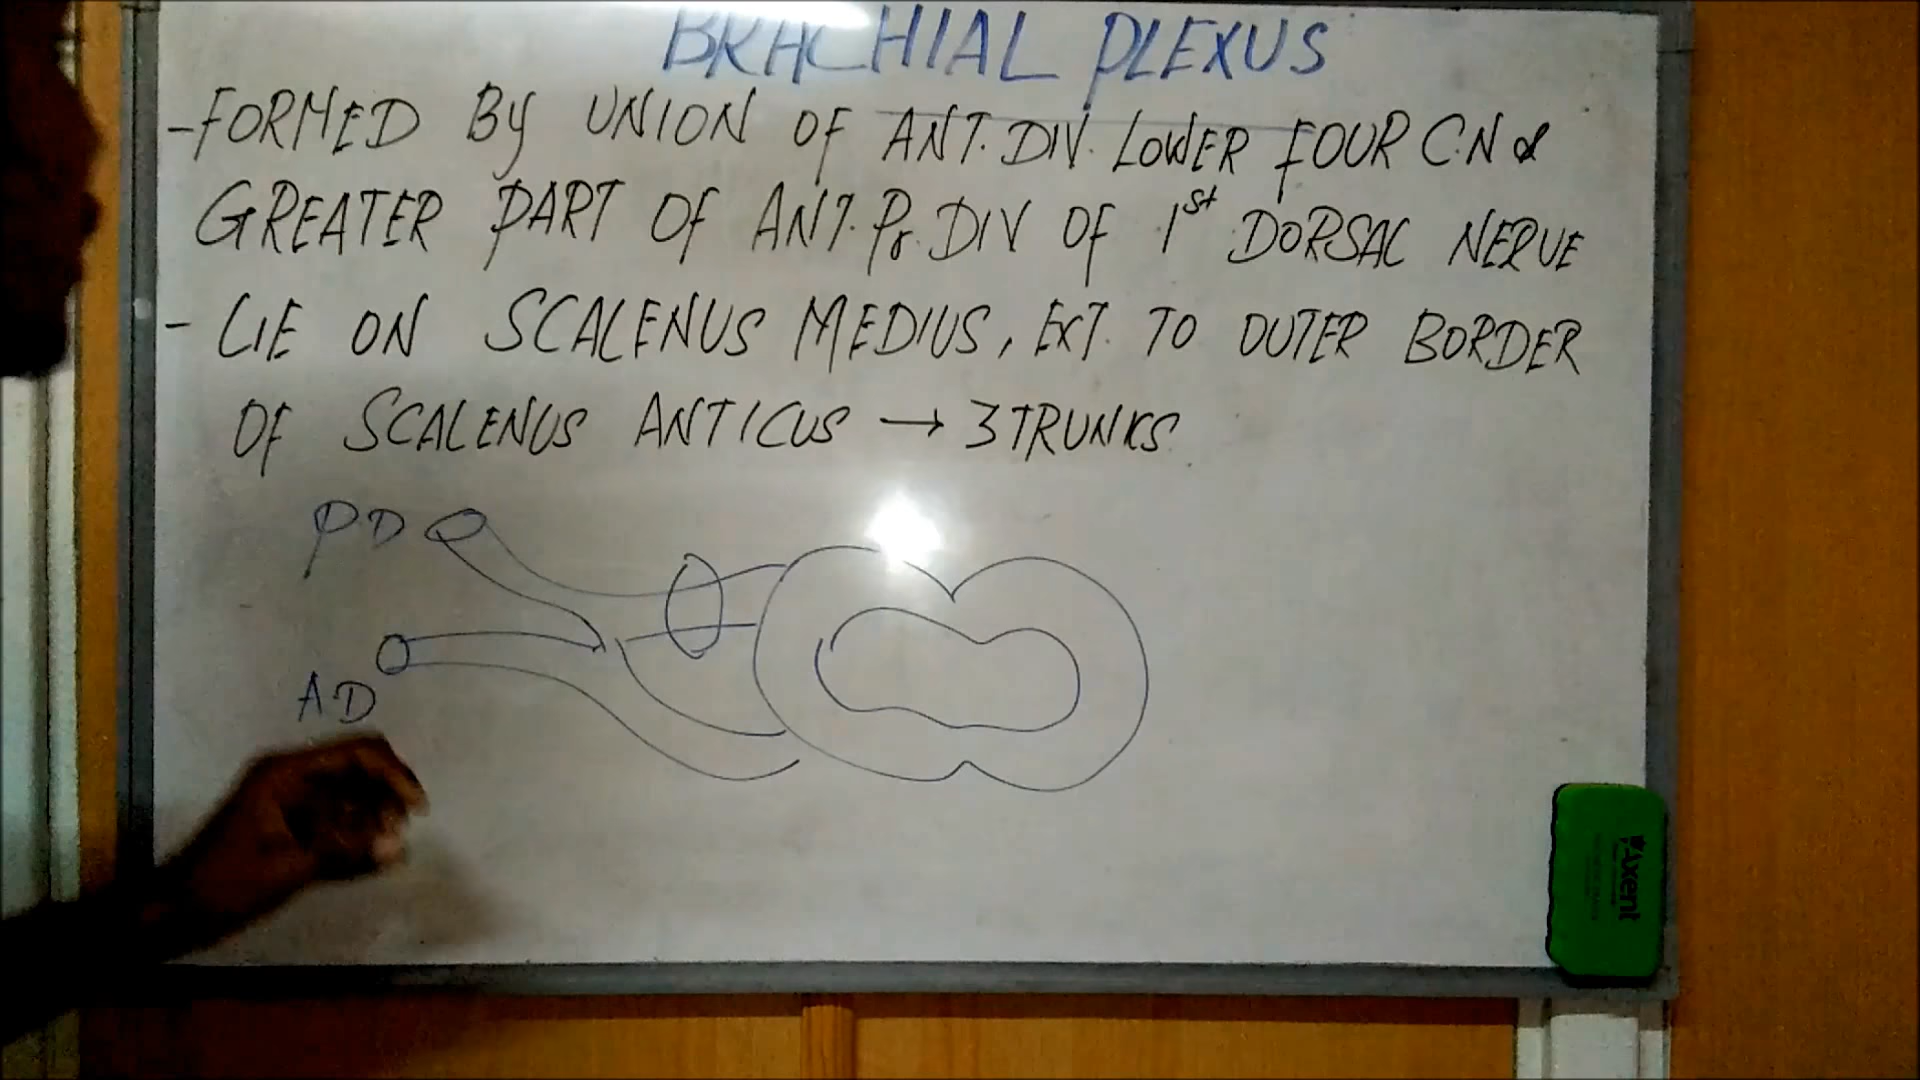 BRACHIAL PLEXUS
-FORMED BY UNION OF ANT. DIV. LOWER FOUR C.N &
GREATER PART OF ANT. Pr. DIV OF 1st DORSAL NERVE
- LIE ON SCALENUS MEDIUS, EXT. TO OUTER BORDER
OF SCALENUS ANTICUS → 3 TRUNKS
PD
AD
Axent